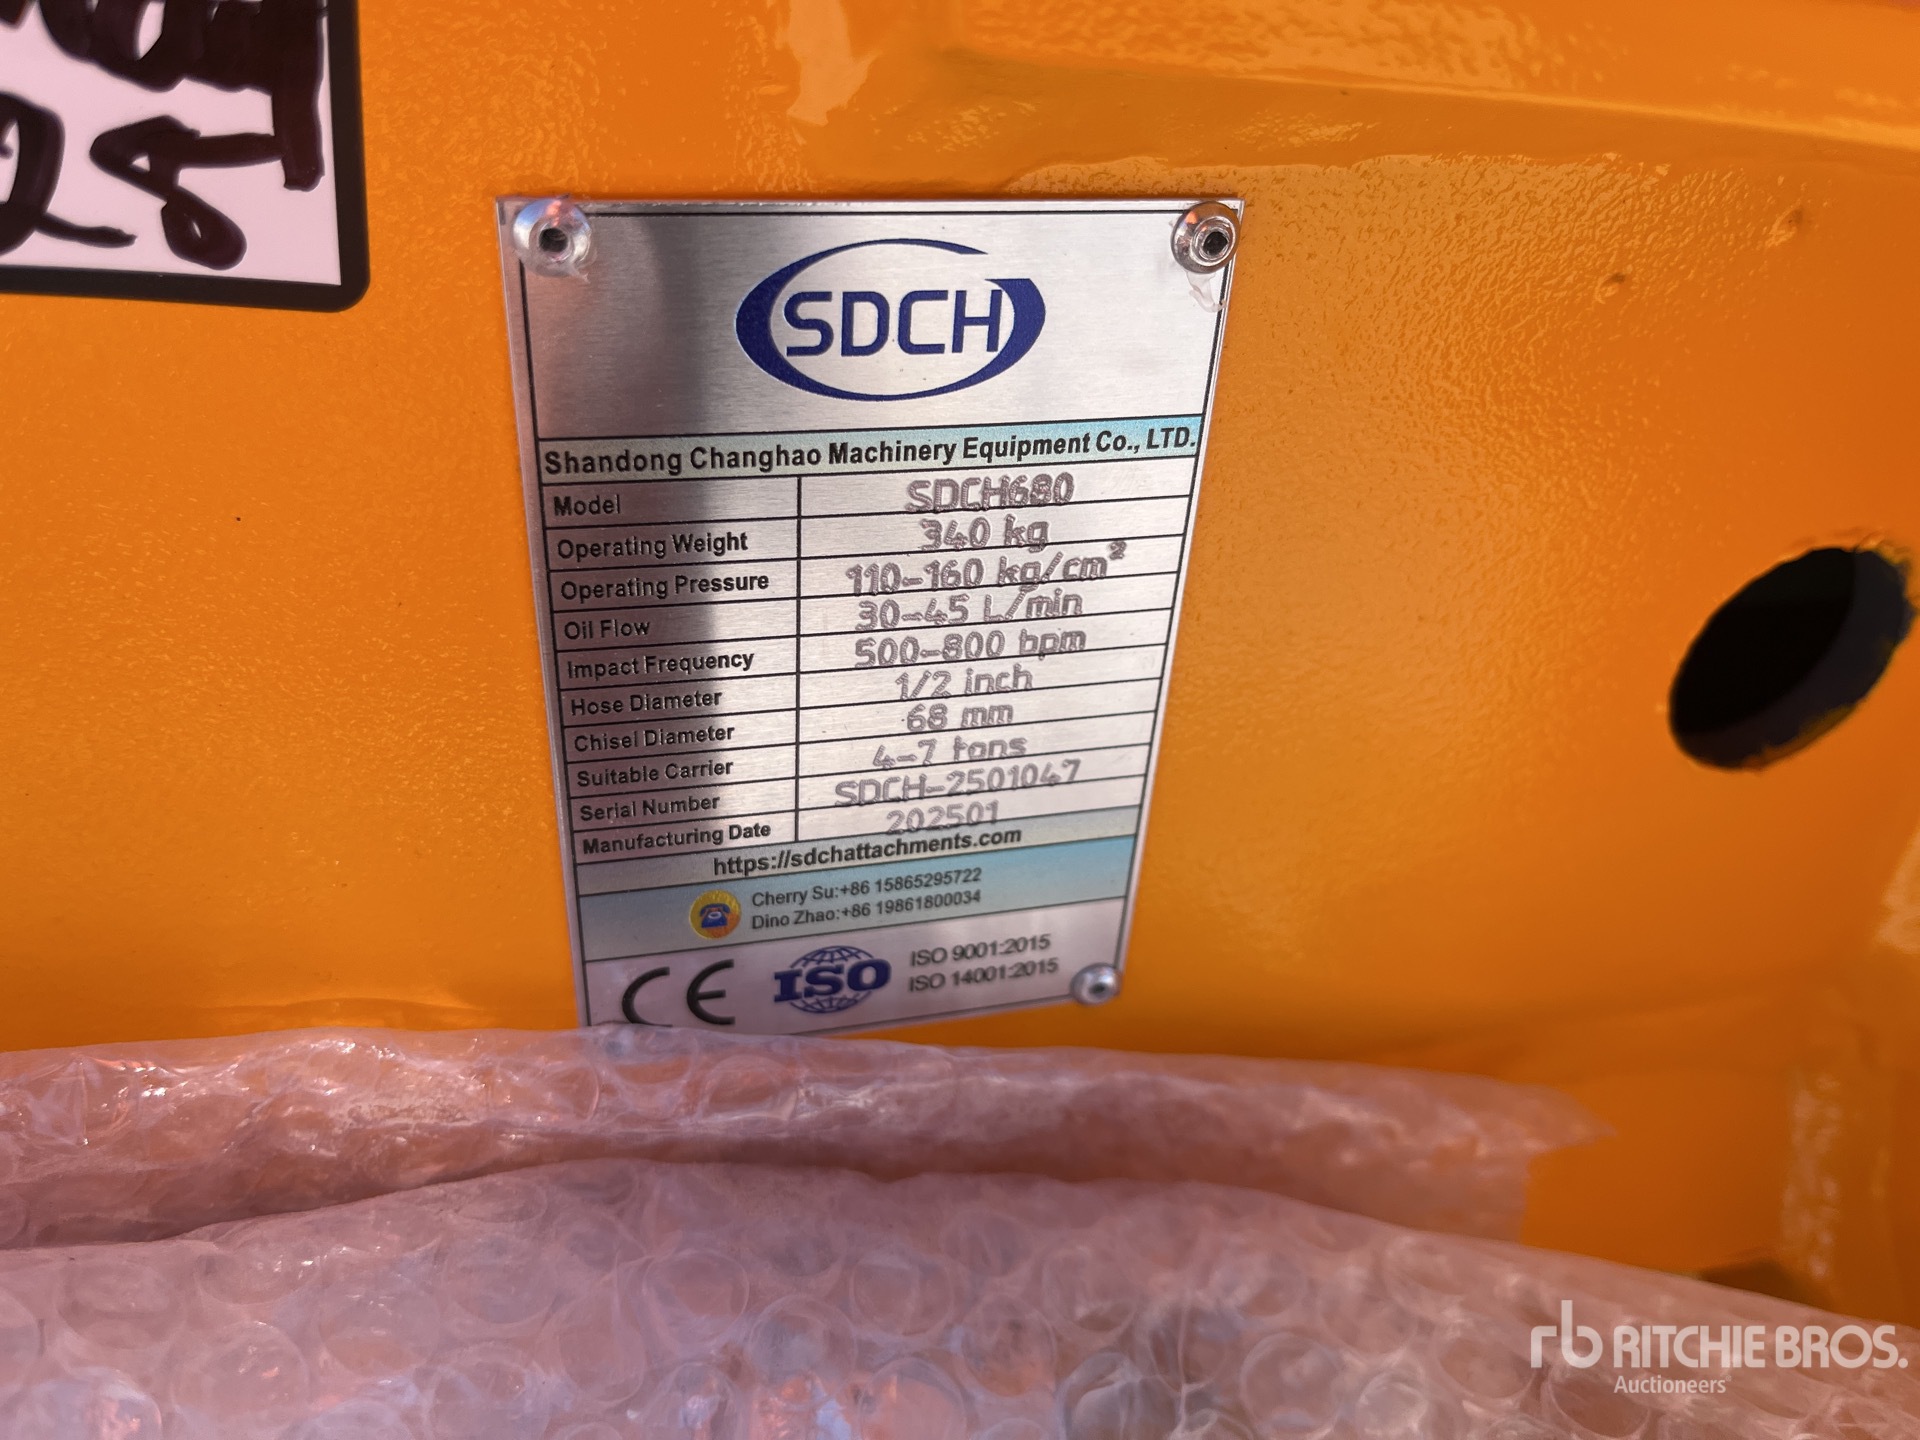 SDCH
Shandong Changhao Machinery Equipment Co., LTD.
Model SDCH680
Operating Weight 340 kg
Operating Pressure 110-160 kg/cm²
Oil Flow 30-45 L/min
Impact Frequency 500-800 bpm
Hose Diameter 1/2 inch
Chisel Diameter 68 mm
Suitable Carrier 4-7 tons
Serial Number SDCH-2501047
Manufacturing Date 202501
https://sdchattachments.com
Cherry Su:+86 15865295722
Dino Zhao:+86 19861800034
CE ISO ISO 9001:2015
ISO 14001:2015
rb RITCHIE BROS.
Auctioneers